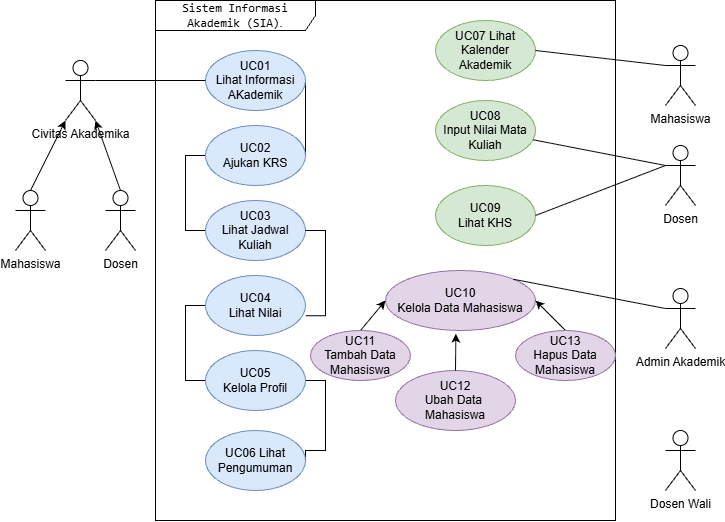 Sistem Informasi
Akademik (SIA).
UC01
Lihat Informasi
AKademik
UC02
Ajukan KRS
UC03
Lihat Jadwal
Kuliah
UC04
Lihat Nilai
UC05
Kelola Profil
UC06 Lihat
Pengumuman
UC07 Lihat
Kalender
Akademik
UC08
Input Nilai Mata
Kuliah
UC09
Lihat KHS
UC10
Kelola Data Mahasiswa
UC11
Tambah Data
Mahasiswa
UC12
Ubah Data
Mahasiswa
UC13
Hapus Data
Mahasiswa
Civitas Akademika
Mahasiswa
Dosen
Mahasiswa
Dosen
Admin Akademik
Dosen Wali